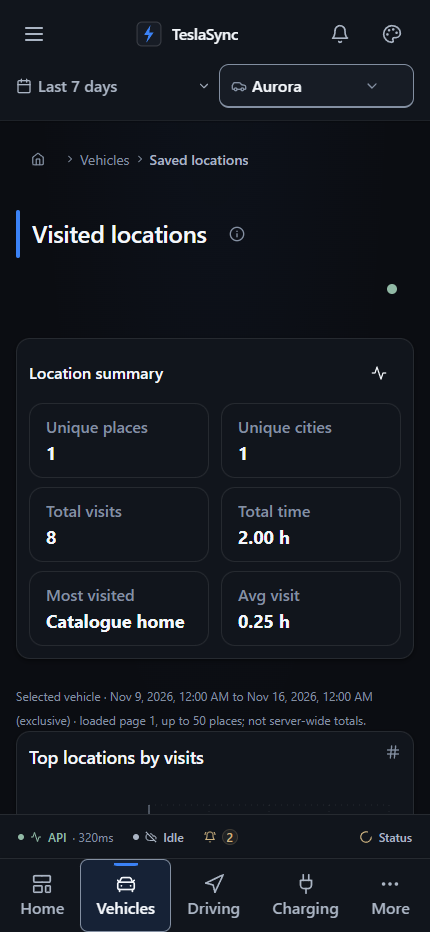 TeslaSync
Last 7 days
Aurora
Vehicles
Saved locations
Visited locations
Location summary
Unique places
1
Unique cities
1
Total visits
8
Total time
2.00 h
Most visited
Catalogue home
Avg visit
0.25 h
Selected vehicle · Nov 9, 2026, 12:00 AM to Nov 16, 2026, 12:00 AM
(exclusive) · loaded page 1, up to 50 places; not server-wide totals.
Top locations by visits
API · 320ms
Idle
2
Status
Home
Vehicles
Driving
Charging
More